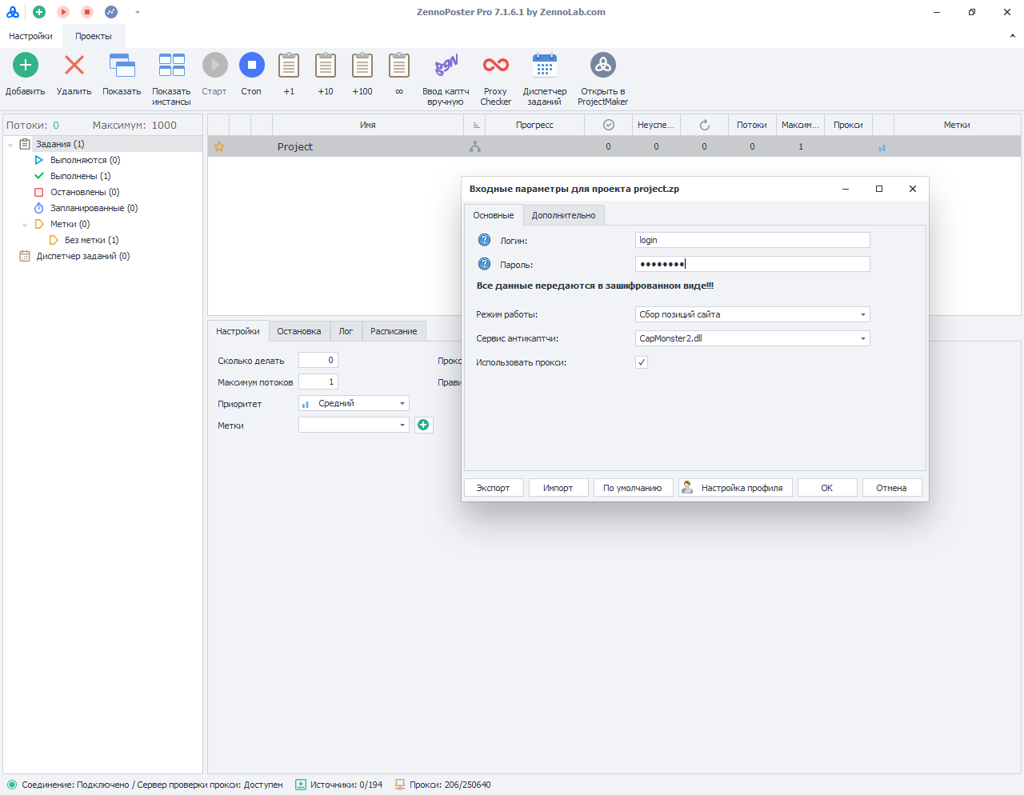 ZennoPoster Pro 7.1.6.1 by ZennoLab.com
Настройки Проекты
Добавить Удалить Показать Показать инстансы Старт Стоп +1 +10 +100 ∞ Ввод капч вручную Proxy Checker Диспетчер заданий Открыть в ProjectMaker
Потоки: 0 Максимум: 1000
Имя Прогресс Неуспе... Потоки Максим... Прокси Метки
Project 0 0 0 0 1
Задания (1)
Выполняются (0)
Выполнены (1)
Остановлены (0)
Запланированные (0)
Метки (0)
Без метки (1)
Диспетчер заданий (0)
Входные параметры для проекта project.zp
Основные Дополнительно
Логин: login
Пароль: ●●●●●●●●
Все данные передаются в зашифрованном виде!!!
Режим работы: Сбор позиций сайта
Сервис антикаптчи: CapMonster2.dll
Использовать прокси:
Экспорт Импорт По умолчанию Настройка профиля OK Отмена
Настройки Остановка Лог Расписание
Сколько делать 0 Прокс
Максимум потоков 1 Прави
Приоритет Средний
Метки
Соединение: Подключено / Сервер проверки прокси: Доступен Источники: 0/194 Прокси: 206/250640